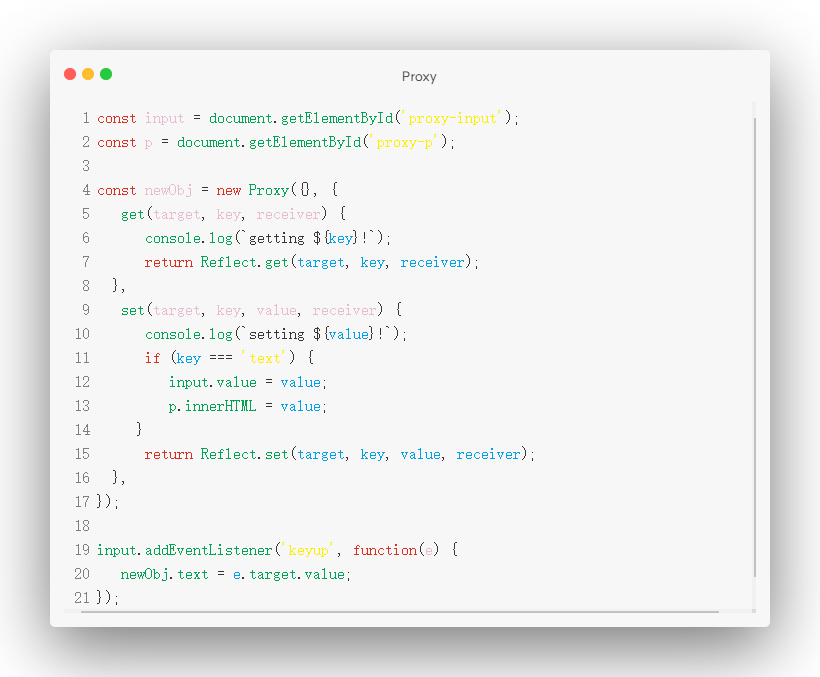 Proxy
1 const input = document.getElementById('proxy-input');
2 const p = document.getElementById('proxy-p');
3
4 const newObj = new Proxy({}, {
5    get(target, key, receiver) {
6       console.log(`getting ${key}!`);
7       return Reflect.get(target, key, receiver);
8   },
9    set(target, key, value, receiver) {
10       console.log(`setting ${value}!`);
11       if (key === 'text') {
12          input.value = value;
13          p.innerHTML = value;
14      }
15       return Reflect.set(target, key, value, receiver);
16   },
17 });
18
19 input.addEventListener('keyup', function(e) {
20    newObj.text = e.target.value;
21 });